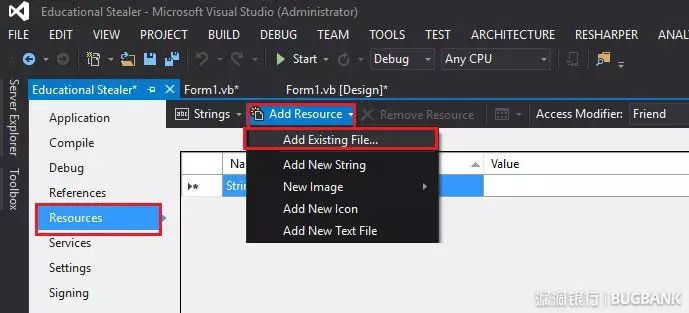 Educational Stealer - Microsoft Visual Studio (Administrator)
FILE EDIT VIEW PROJECT BUILD DEBUG TEAM TOOLS TEST ARCHITECTURE RESHARPER ANA
Start Debug Any CPU
Server Explorer
Toolbox
Educational Stealer* Form1.vb* Form1.vb [Design]*
Application
Compile
Debug
References
Resources
Services
Settings
Signing
Strings Add Resource Remove Resource Access Modifier: Friend
Add Existing File...
Add New String
New Image
Add New Icon
Add New Text File
Na Value
Strin
漏洞银行 BUGBANK